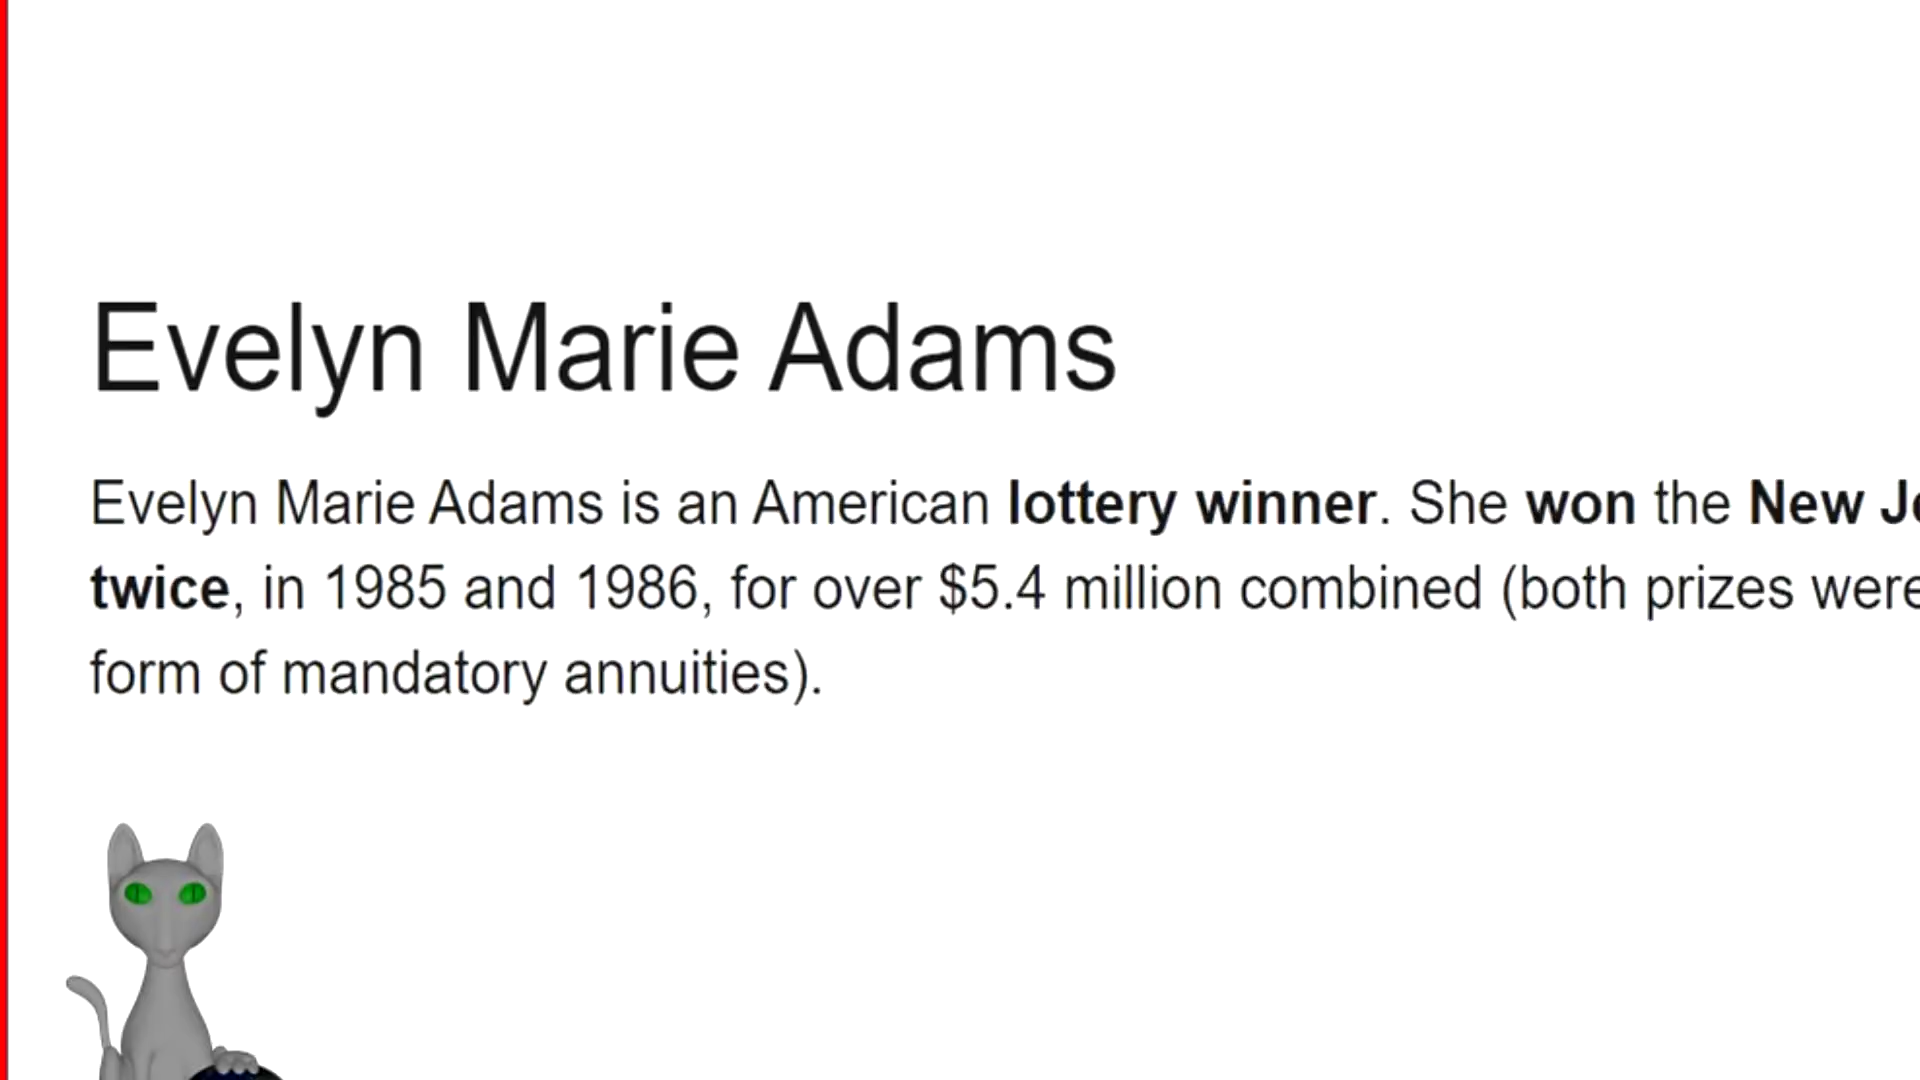 Evelyn Marie Adams
Evelyn Marie Adams is an American lottery winner. She won the New
twice, in 1985 and 1986, for over $5.4 million combined (both prizes were
form of mandatory annuities).